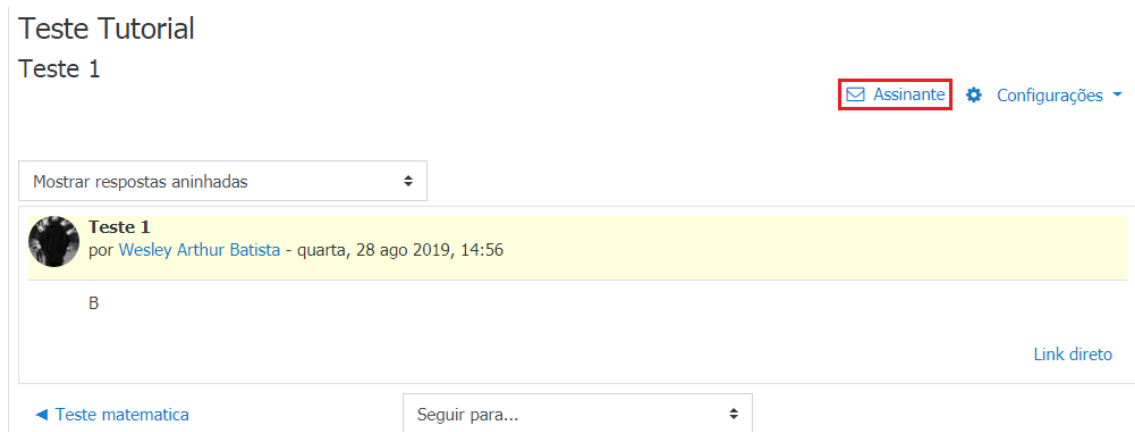 Teste Tutorial
Teste 1
Assinante Configurações
Mostrar respostas aninhadas
Teste 1
por Wesley Arthur Batista - quarta, 28 ago 2019, 14:56
B
Link direto
◄ Teste matematica Seguir para...